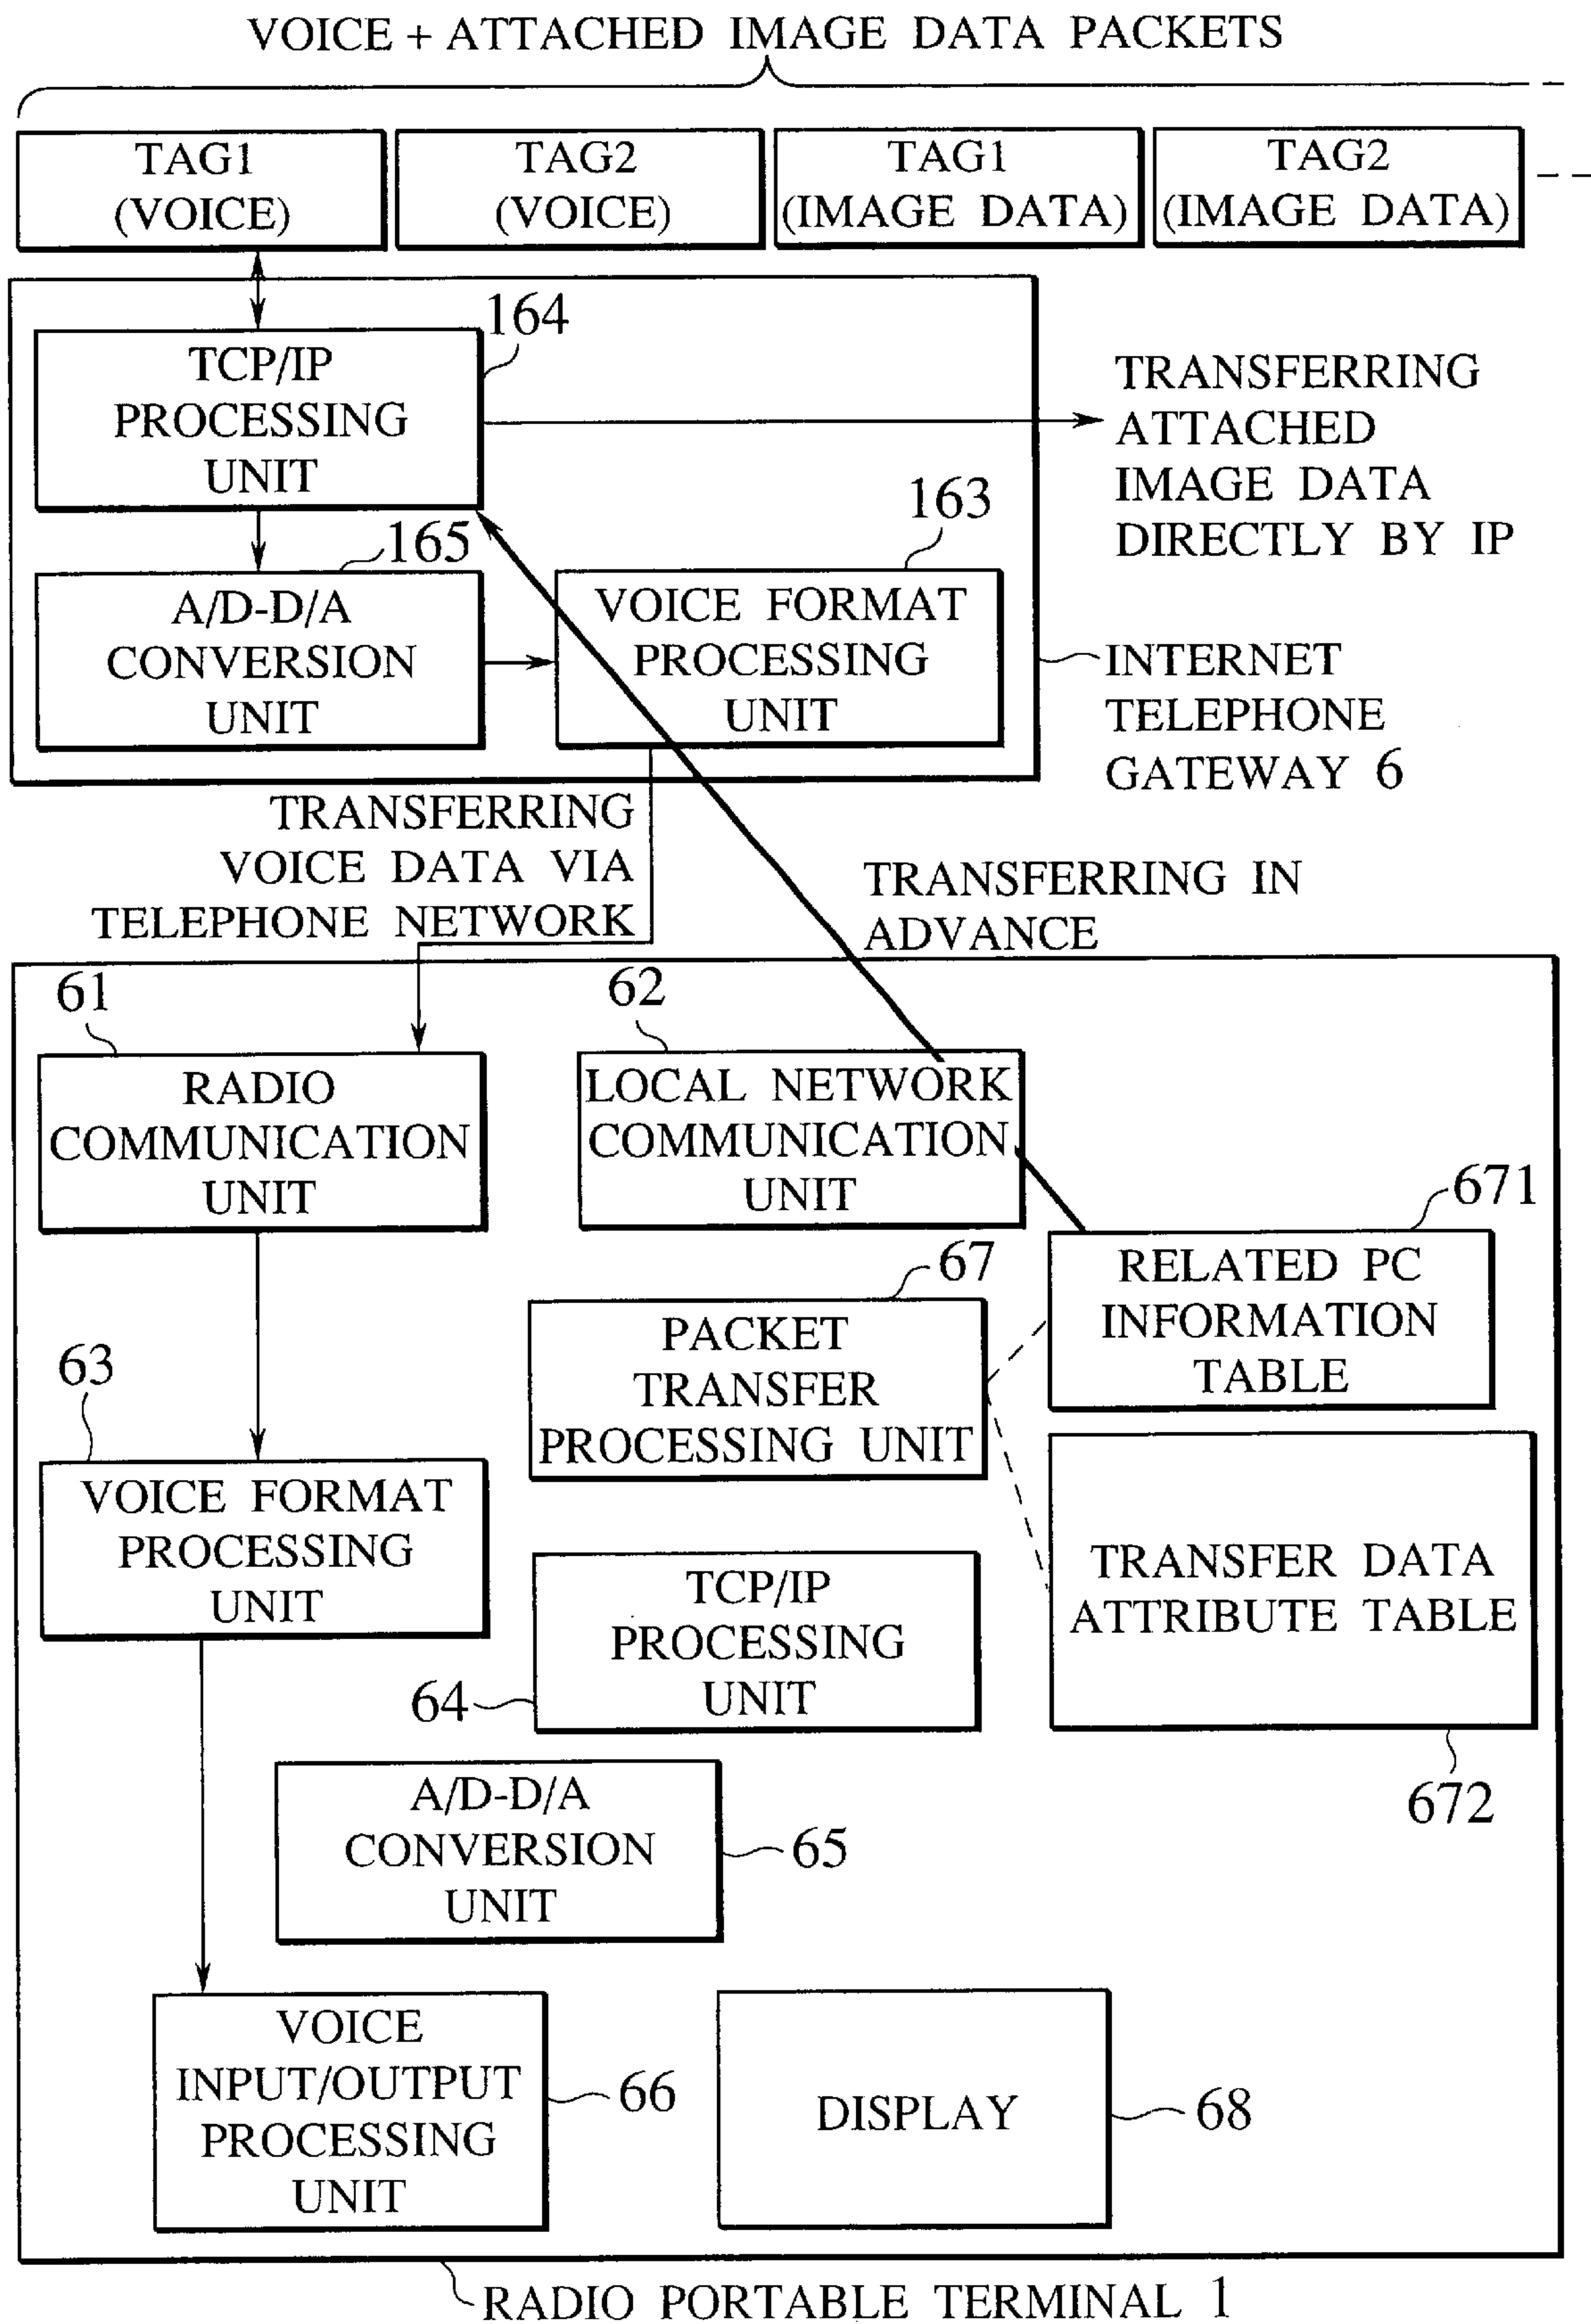 VOICE + ATTACHED IMAGE DATA PACKETS
TAG1
(VOICE)
TAG2
(VOICE)
TAG1
(IMAGE DATA)
TAG2
(IMAGE DATA)
164
TCP/IP
PROCESSING
UNIT
TRANSFERRING
ATTACHED
IMAGE DATA
DIRECTLY BY IP
163
165
A/D-D/A
CONVERSION
UNIT
VOICE FORMAT
PROCESSING
UNIT
INTERNET
TELEPHONE
GATEWAY 6
TRANSFERRING
VOICE DATA VIA
TELEPHONE NETWORK
TRANSFERRING IN
ADVANCE
61
62
RADIO
COMMUNICATION
UNIT
LOCAL NETWORK
COMMUNICATION
UNIT
671
RELATED PC
INFORMATION
TABLE
67
PACKET
TRANSFER
PROCESSING UNIT
63
VOICE FORMAT
PROCESSING
UNIT
TRANSFER DATA
ATTRIBUTE TABLE
TCP/IP
PROCESSING
UNIT
64
672
A/D-D/A
CONVERSION
UNIT
65
VOICE
INPUT/OUTPUT
PROCESSING
UNIT
66
DISPLAY
68
RADIO PORTABLE TERMINAL 1